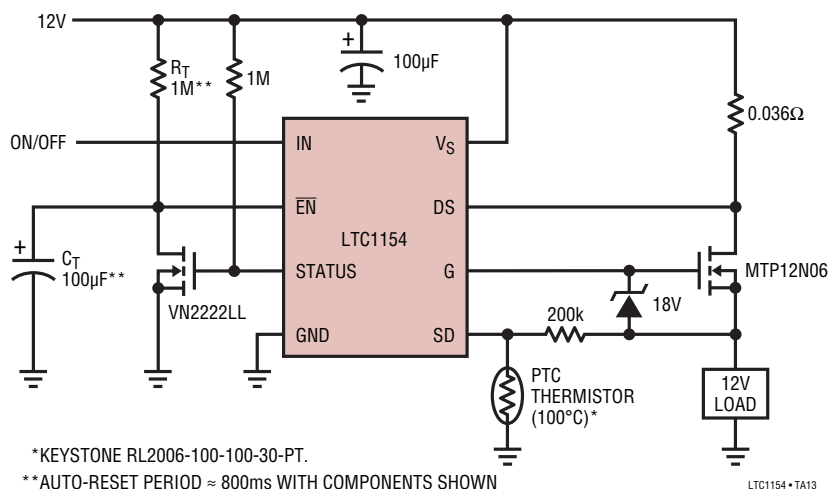 12V
RT
1M**
1M
+
100µF
0.036Ω
ON/OFF
IN
VS
EN
DS
LTC1154
+
CT
100µF**
STATUS
G
MTP12N06
VN2222LL
18V
200k
GND
SD
PTC
THERMISTOR
(100°C)*
12V
LOAD
*KEYSTONE RL2006-100-100-30-PT.
**AUTO-RESET PERIOD ≈ 800ms WITH COMPONENTS SHOWN
LTC1154 • TA13